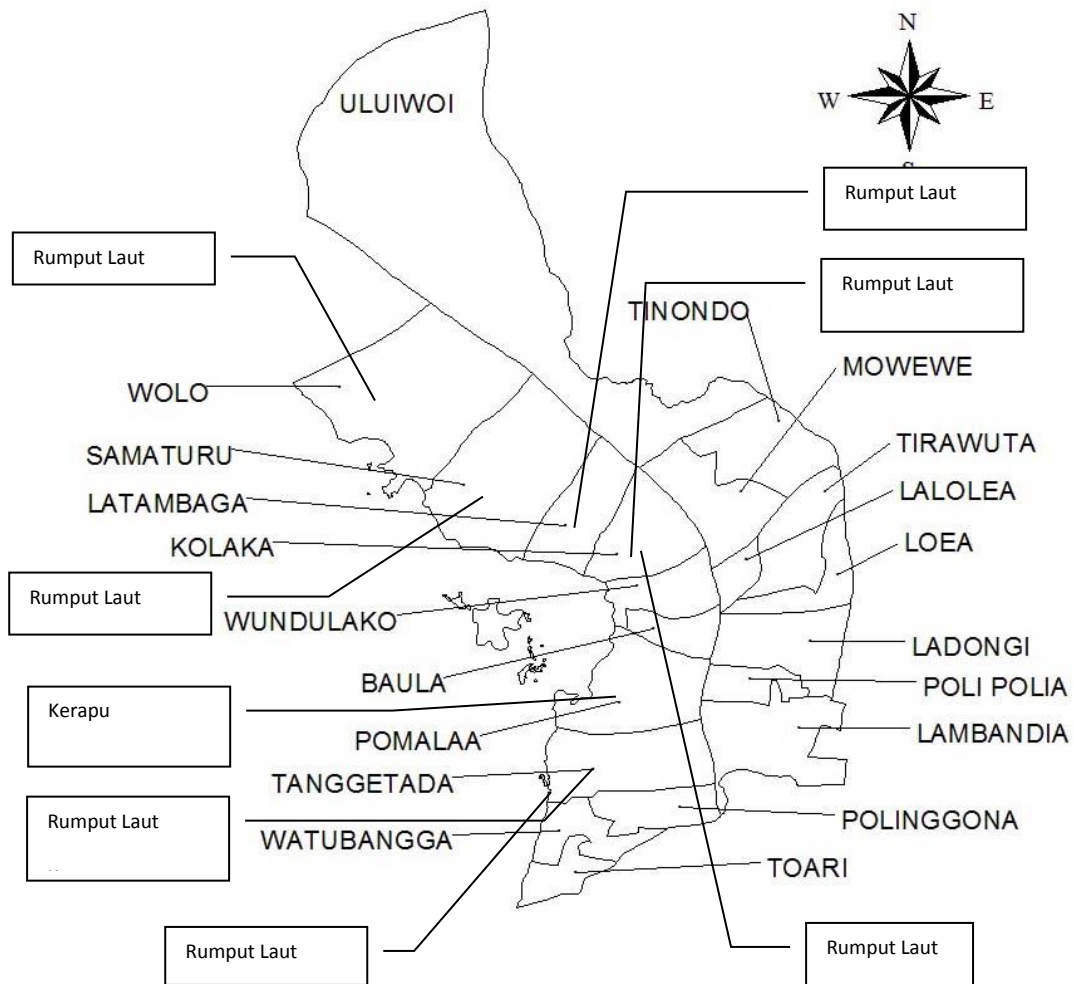 N
ULUIWOI
W
E
S
Rumput Laut
Rumput Laut
Rumput Laut
TINONDO
MOWEWE
WOLO
TIRAWUTA
SAMATURU
LALOLEA
LATAMBAGA
KOLAKA
LOEA
Rumput Laut
WUNDULAKO
LADONGI
BAULA
POLI POLIA
Kerapu
LAMBANDIA
POMALAA
TANGGETADA
Rumput Laut
POLINGGONA
WATUBANGGA
TOARI
Rumput Laut
Rumput Laut